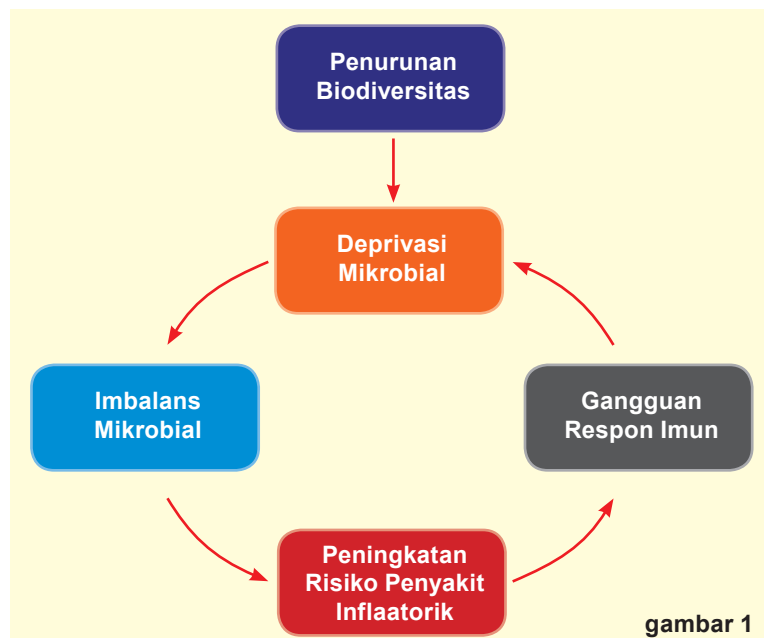 Penurunan
Biodiversitas
Deprivasi
Mikrobial
Imbalans
Mikrobial
Gangguan
Respon Imun
Peningkatan
Risiko Penyakit
Inflaatorik
gambar 1